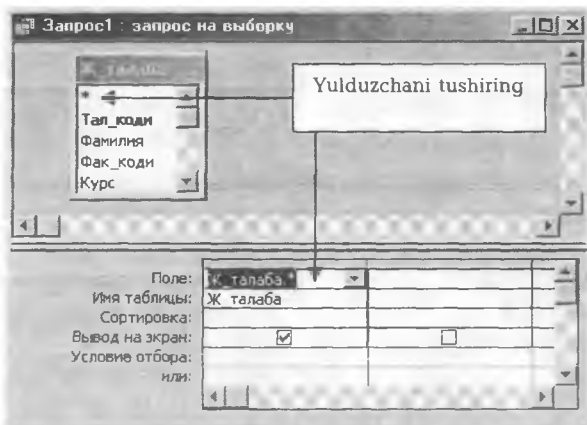 Запрос1 : запрос на выборку
Ж_талаба
Yulduzchani tushiring
*
Тал_коди
Фамилия
Фак_коди
Курс
Поле: Ж_талаба.*
Имя таблицы: Ж_талаба
Сортировка:
Вывод на экран:
Условие отбора:
или: